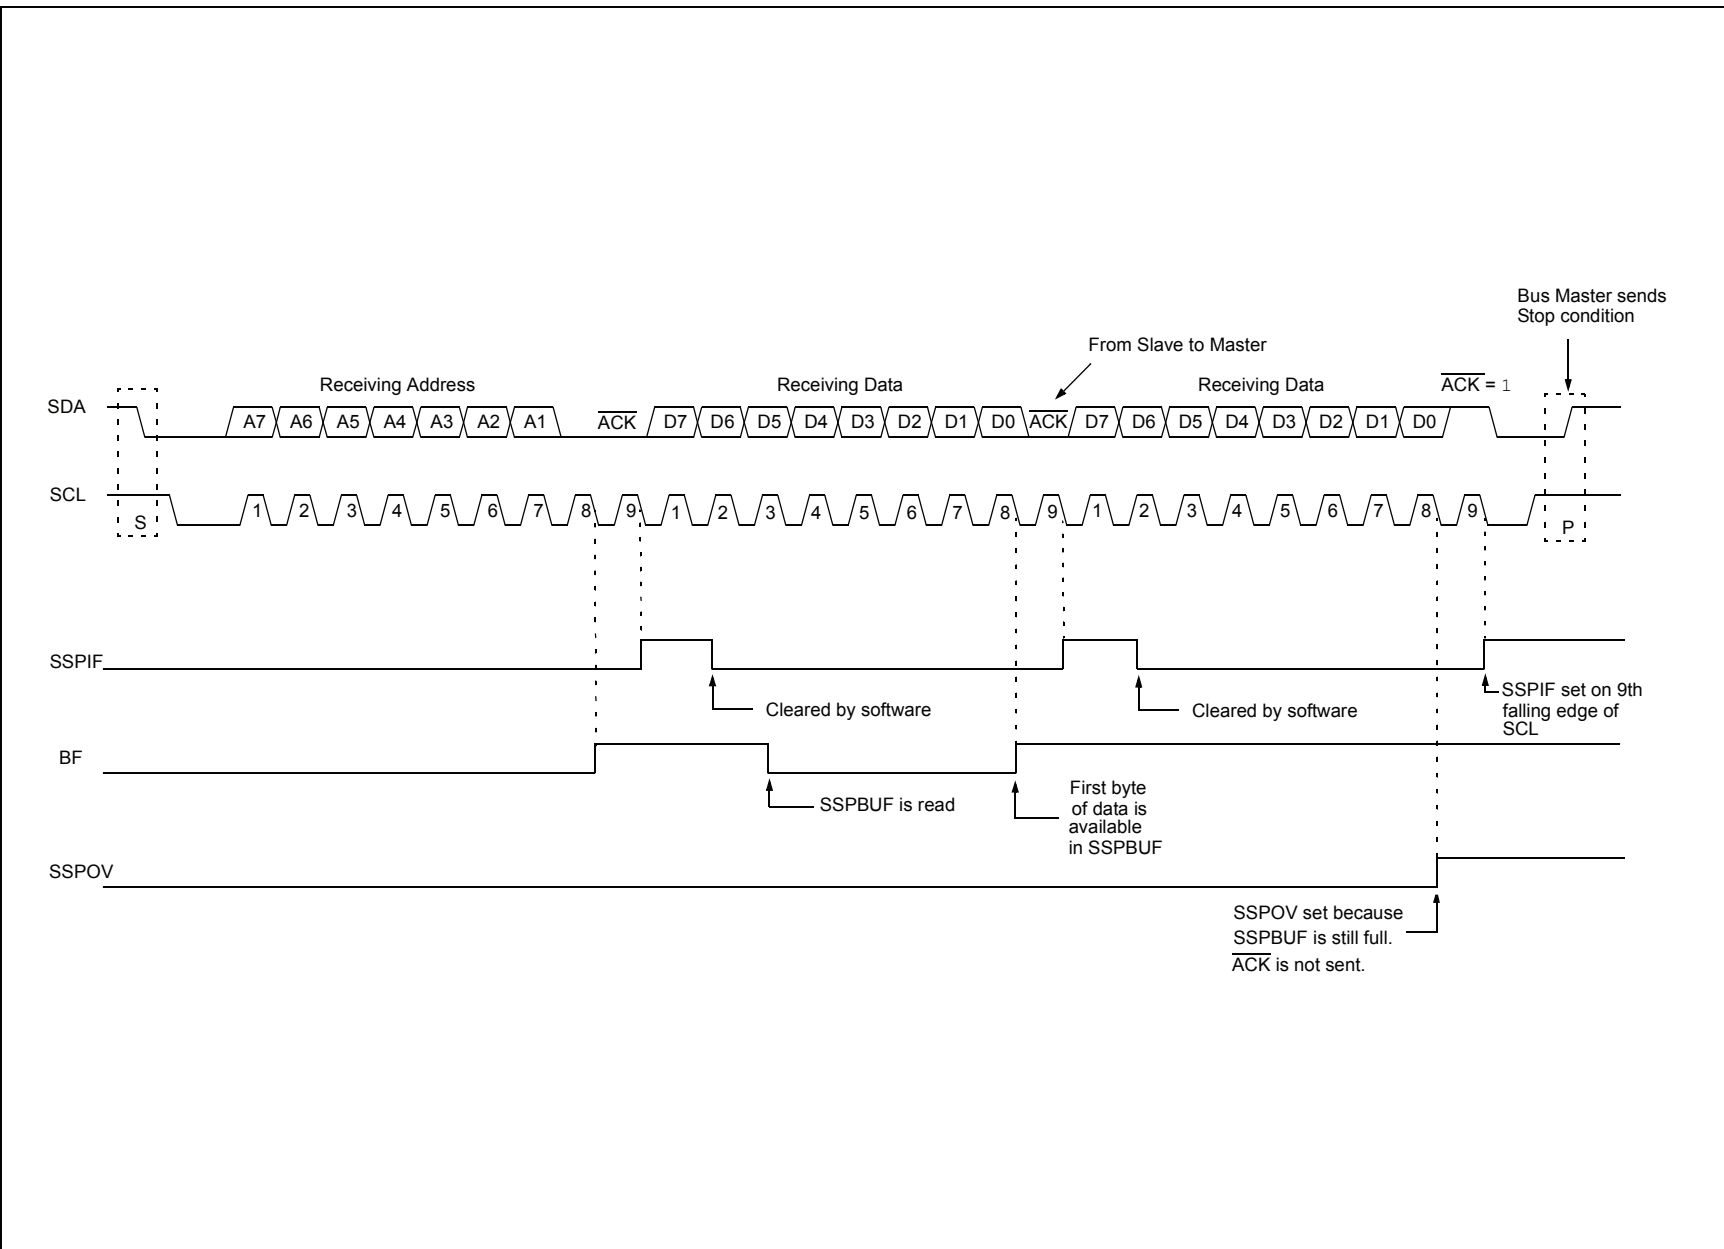 Bus Master sends
Stop condition
From Slave to Master
Receiving Address
Receiving Data
Receiving Data
A̅C̅K̅ = 1
SDA
A7 A6 A5 A4 A3 A2 A1 A̅C̅K̅ D7 D6 D5 D4 D3 D2 D1 D0 A̅C̅K̅ D7 D6 D5 D4 D3 D2 D1 D0
SCL
S 1 2 3 4 5 6 7 8 9 1 2 3 4 5 6 7 8 9 1 2 3 4 5 6 7 8 9 P
SSPIF
Cleared by software
Cleared by software
SSPIF set on 9th
falling edge of
SCL
BF
SSPBUF is read
First byte
of data is
available
in SSPBUF
SSPOV
SSPOV set because
SSPBUF is still full.
A̅C̅K̅ is not sent.